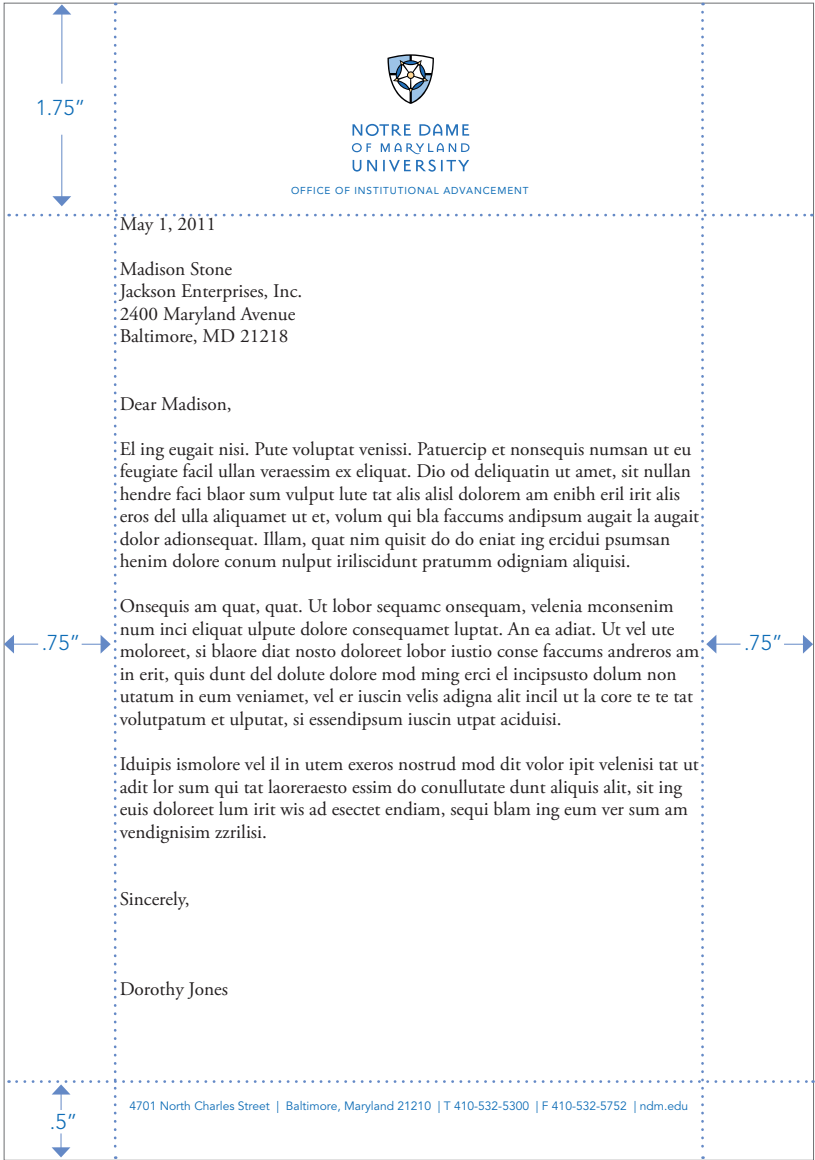 1.75”
NOTRE DAME
OF MARYLAND
UNIVERSITY
OFFICE OF INSTITUTIONAL ADVANCEMENT
May 1, 2011
Madison Stone
Jackson Enterprises, Inc.
2400 Maryland Avenue
Baltimore, MD 21218
Dear Madison,
El ing eugait nisi. Pute voluptat venissi. Patuercip et nonsequis numsan ut eu
feugiate facil ullan veraessim ex eliquat. Dio od deliquatin ut amet, sit nullan
hendre faci blaor sum vulput lute tat alis alisl dolorem am enibh eril irit alis
eros del ulla aliquamet ut et, volum qui bla faccums andipsum augait la augait
dolor adionsequat. Illam, quat nim quisit do do eniat ing ercidui psumsan
henim dolore conum nulput iriliscidunt pratumm odigniam aliquisi.
Onsequis am quat, quat. Ut lobor sequamc onsequam, velenia mconsenim
num inci eliquat ulpute dolore consequamet luptat. An ea adiat. Ut vel ute
.75”
moloreet, si blaore diat nosto doloreet lobor iustio conse faccums andreros am
.75”
in erit, quis dunt del dolute dolore mod ming erci el incipsusto dolum non
utatum in eum veniamet, vel er iuscin velis adigna alit incil ut la core te te tat
volutpatum et ulputat, si essendipsum iuscin utpat aciduisi.
Iduipis ismolore vel il in utem exeros nostrud mod dit volor ipit velenisi tat ut
adit lor sum qui tat laoreraesto essim do conullutate dunt aliquis alit, sit ing
euis doloreet lum irit wis ad esectet endiam, sequi blam ing eum ver sum am
vendignisim zzrilisi.
Sincerely,
Dorothy Jones
4701 North Charles Street | Baltimore, Maryland 21210 | T 410-532-5300 | F 410-532-5752 | ndm.edu
.5”